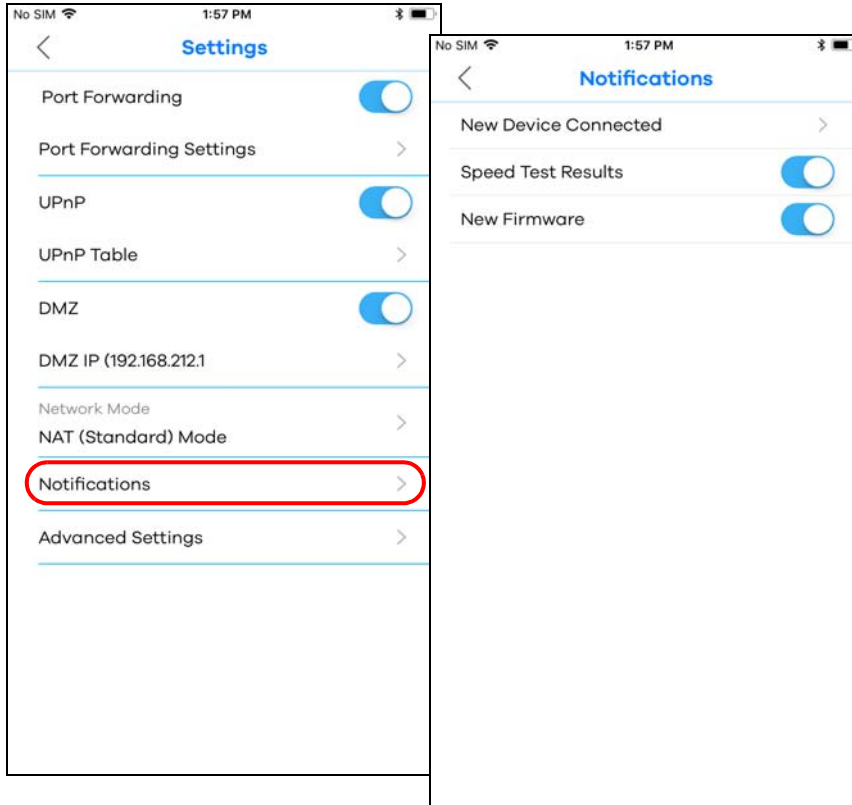 No SIM 1:57 PM
Settings
Port Forwarding
Port Forwarding Settings
UPnP
UPnP Table
DMZ
DMZ IP (192.168.212.1
Network Mode
NAT (Standard) Mode
Notifications
Advanced Settings
No SIM 1:57 PM
Notifications
New Device Connected
Speed Test Results
New Firmware